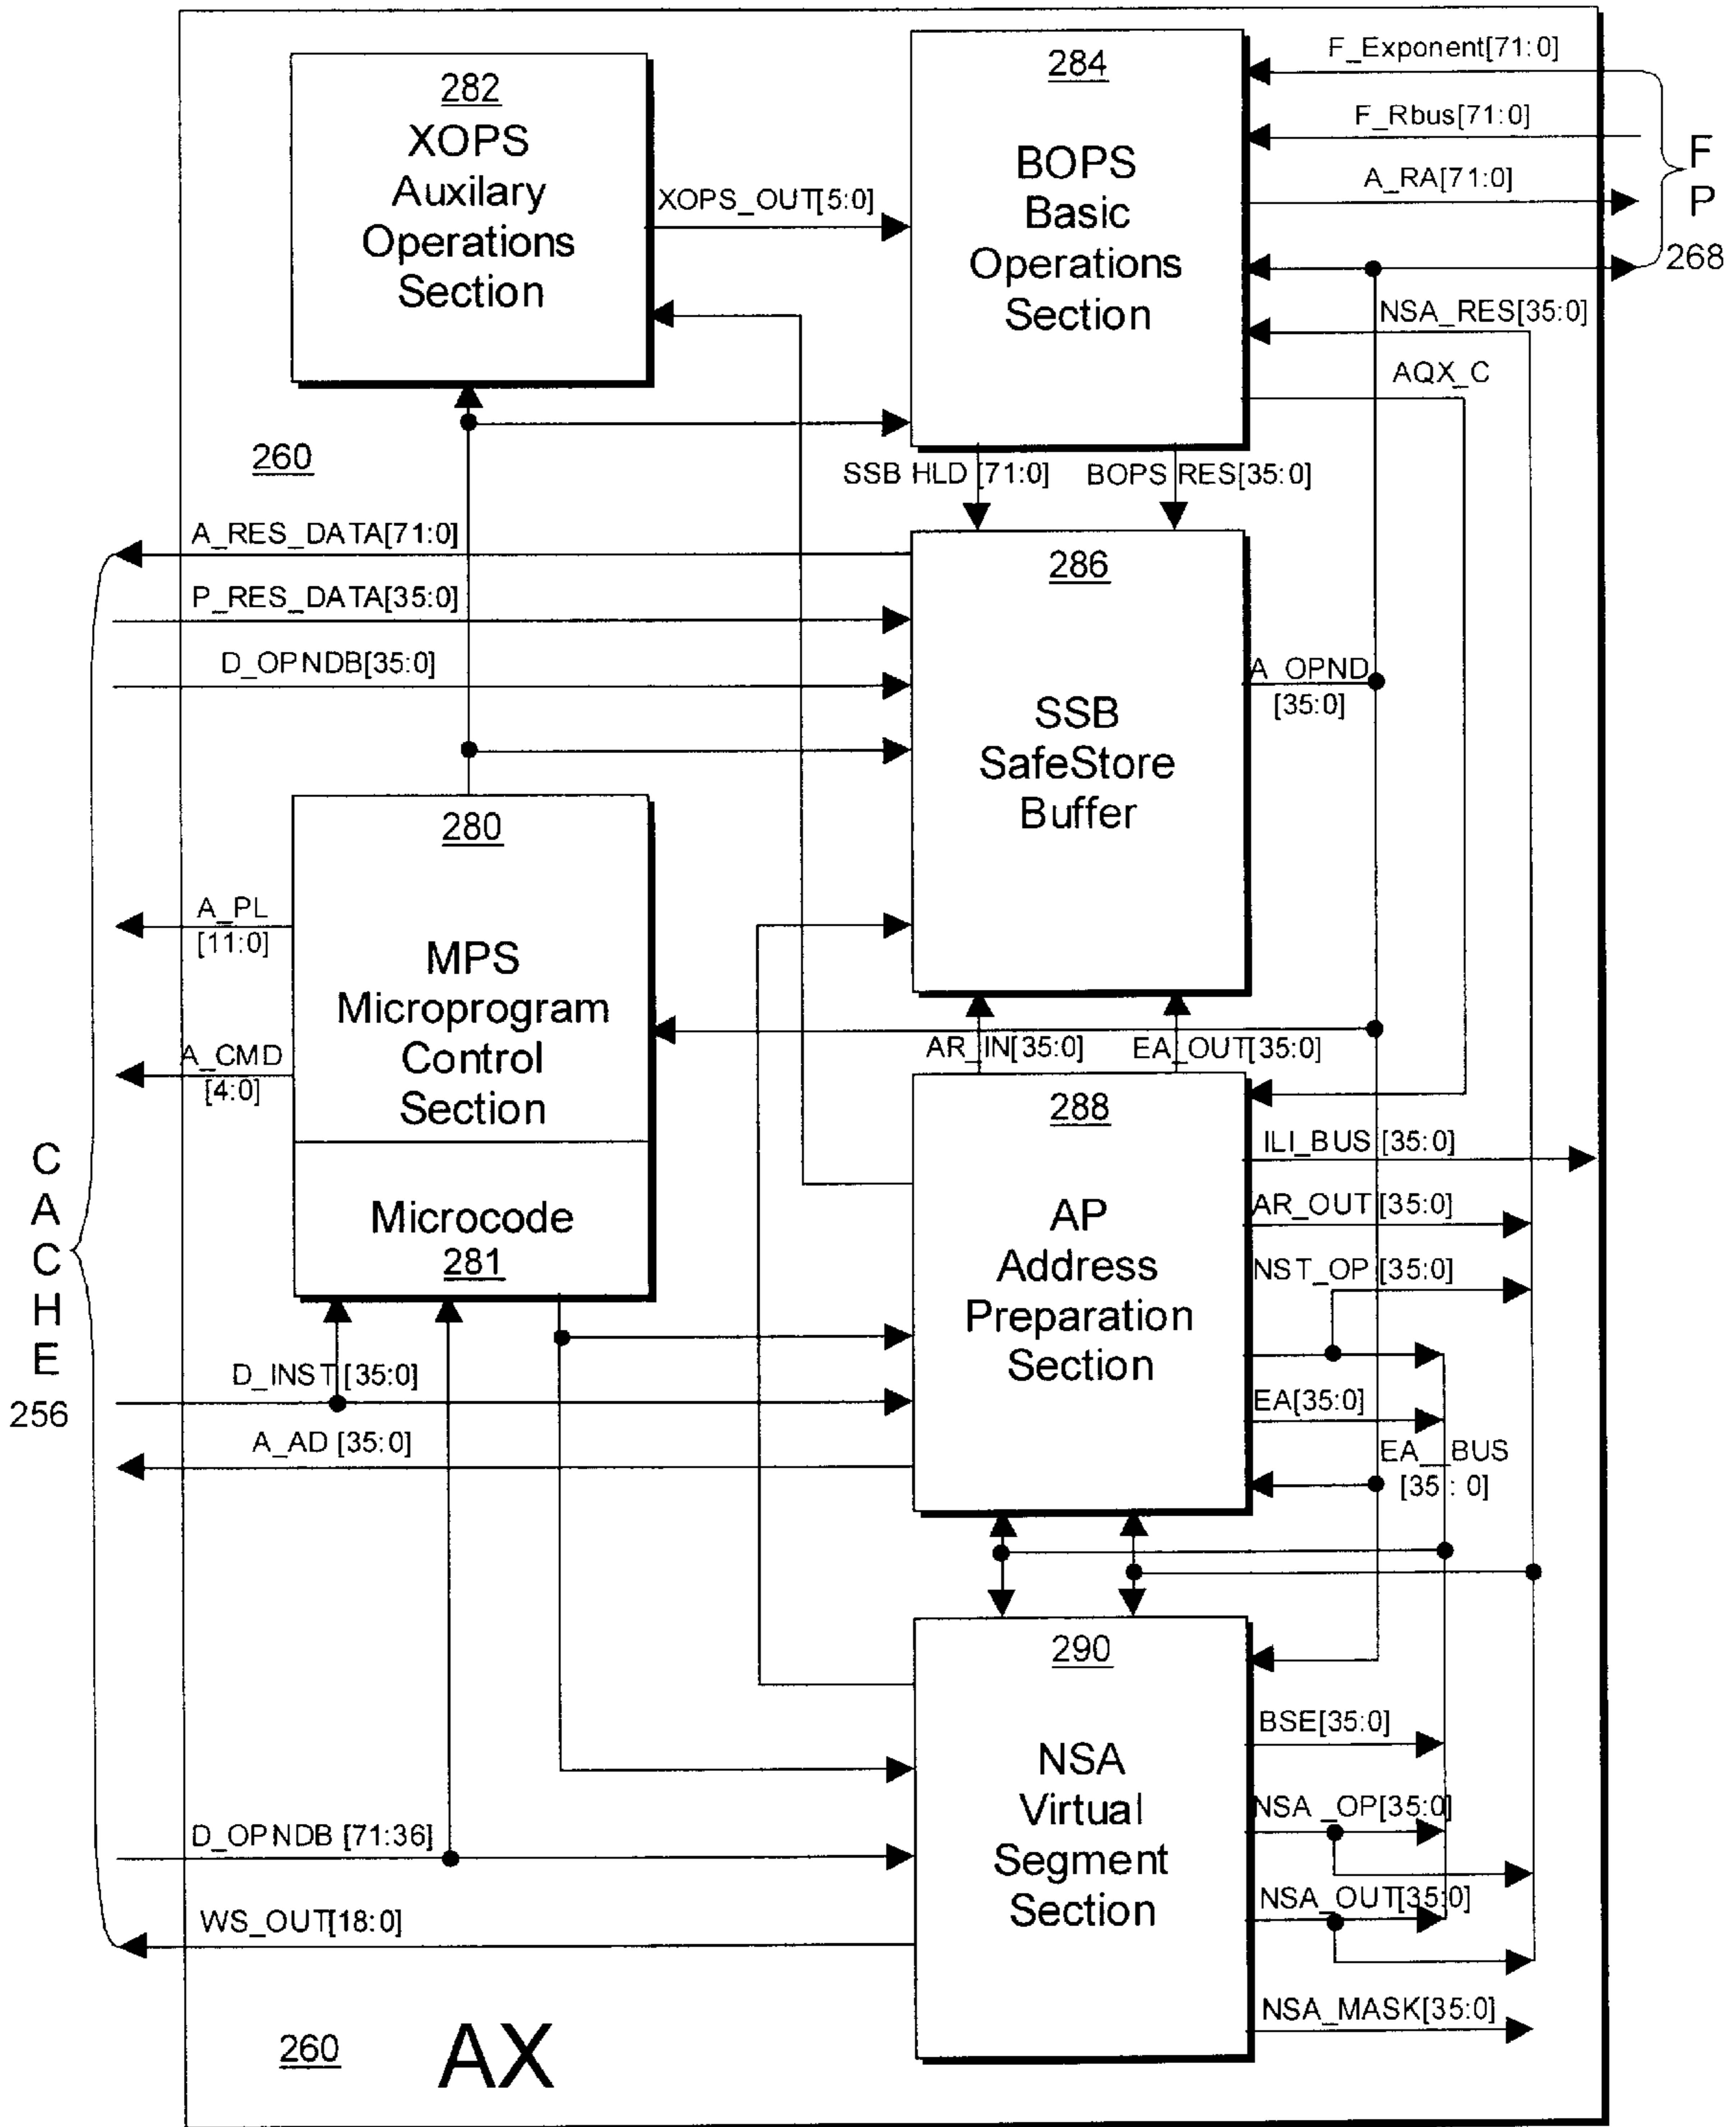 282
XOPS
Auxilary
Operations
Section
284
BOPS
Basic
Operations
Section
F_Exponent[71:0]
F_Rbus[71:0]
A_RA[71:0]
F
P
268
XOPS_OUT[5:0]
NSA_RES[35:0]
AQX_C
260
SSB HLD [71:0]
BOPS RES[35:0]
A_RES_DATA[71:0]
P_RES_DATA[35:0]
D_OPNDB[35:0]
286
SSB
SafeStore
Buffer
A_OPND
[35:0]
280
MPS
Microprogram
Control
Section
Microcode
281
A_PL
[11:0]
A_CMD
[4:0]
C
A
C
H
E
256
AR_IN[35:0]
EA_OUT[35:0]
288
AP
Address
Preparation
Section
ILI_BUS [35:0]
AR_OUT [35:0]
NST_OP [35:0]
EA[35:0]
EA__BUS
[35 : 0]
D_INST [35:0]
A_AD [35:0]
290
NSA
Virtual
Segment
Section
BSE[35:0]
NSA _OP[35:0]
NSA_OUT[35:0]
NSA_MASK[35:0]
D_OPNDB [71:36]
WS_OUT[18:0]
260
AX